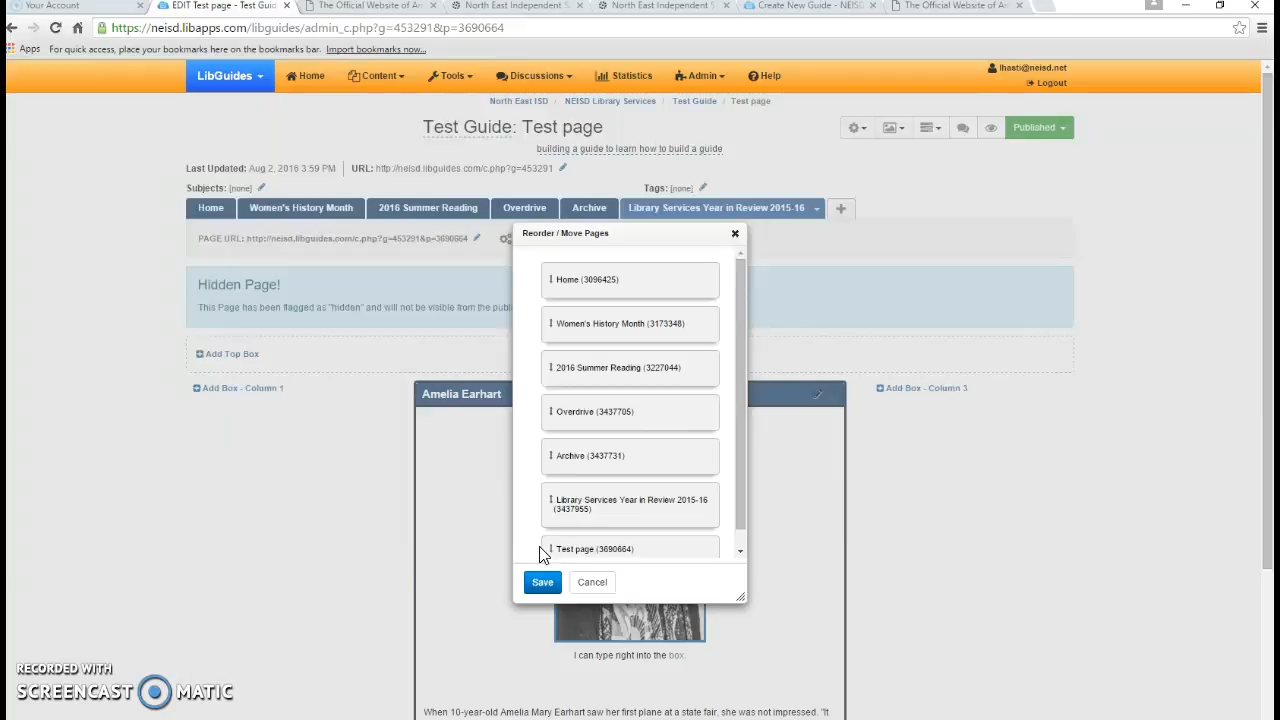 Your Account
EDIT Test page - Test Guid
The Official Website of Am
North East Independent S
North East Independent S
Create New Guide - NEISD
The Official Website of Am
https://neisd.libapps.com/libguides/admin_c.php?g=453291&p=3690664
Apps For quick access, place your bookmarks here on the bookmarks bar. Import bookmarks now...
LibGuides Home Content Tools Discussions Statistics Admin Help
lhasti@neisd.net
Logout
North East ISD / NEISD Library Services / Test Guide / Test page
Test Guide: Test page
Published
building a guide to learn how to build a guide
Last Updated: Aug 2, 2016 3:59 PM URL: http://neisd.libguides.com/c.php?g=453291
Subjects: [none] Tags: [none]
Home Women's History Month 2016 Summer Reading Overdrive Archive Library Services Year in Review 2015-16
PAGE URL: http://neisd.libguides.com/c.php?g=453291&p=3690664
Hidden Page!
This Page has been flagged as "hidden" and will not be visible from the publi
Add Top Box
Add Box - Column 1
Add Box - Column 3
Amelia Earhart
Reorder / Move Pages
Home (3096425)
Women's History Month (3173348)
2016 Summer Reading (3227044)
Overdrive (3437705)
Archive (3437731)
Library Services Year in Review 2015-16
(3437955)
Test page (3690664)
Save Cancel
I can type right into the box.
When 10-year-old Amelia Mary Earhart saw her first plane at a state fair, she was not impressed. "It
RECORDED WITH
SCREENCAST MATIC